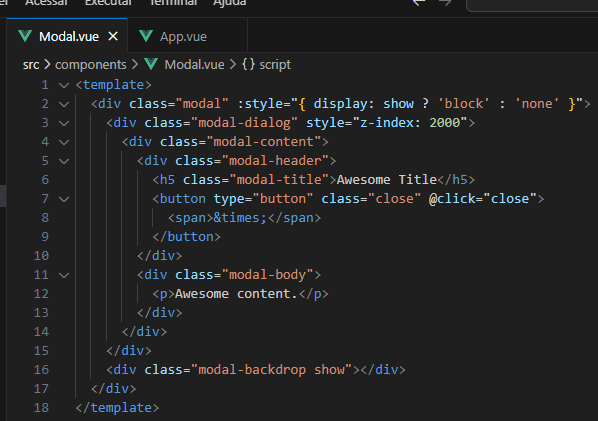 Acessar Executar Terminal Ajuda
Modal.vue App.vue
src > components > Modal.vue > {} script
1 <template>
2 <div class="modal" :style="{ display: show ? 'block' : 'none' }">
3 <div class="modal-dialog" style="z-index: 2000">
4 <div class="modal-content">
5 <div class="modal-header">
6 <h5 class="modal-title">Awesome Title</h5>
7 <button type="button" class="close" @click="close">
8 <span>&times;</span>
9 </button>
10 </div>
11 <div class="modal-body">
12 <p>Awesome content.</p>
13 </div>
14 </div>
15 </div>
16 <div class="modal-backdrop show"></div>
17 </div>
18 </template>